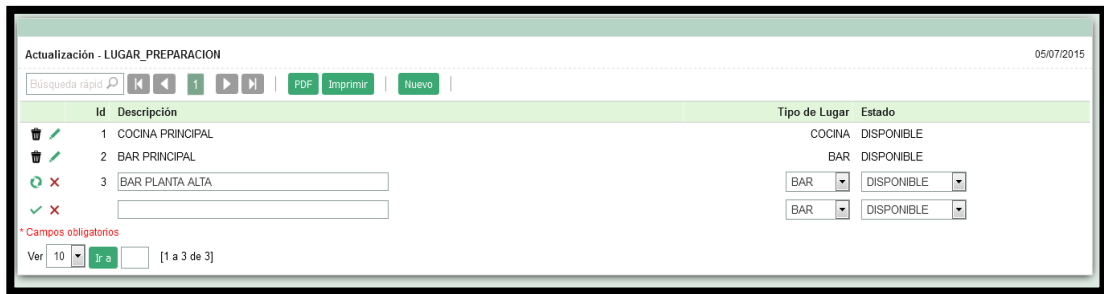 Actualización - LUGAR_PREPARACION 05/07/2015
Búsqueda rápid 1 PDF Imprimir Nuevo
Id Descripción Tipo de Lugar Estado
1 COCINA PRINCIPAL COCINA DISPONIBLE
2 BAR PRINCIPAL BAR DISPONIBLE
3 BAR PLANTA ALTA BAR DISPONIBLE
BAR DISPONIBLE
* Campos obligatorios
Ver 10 Ir a [1 a 3 de 3]